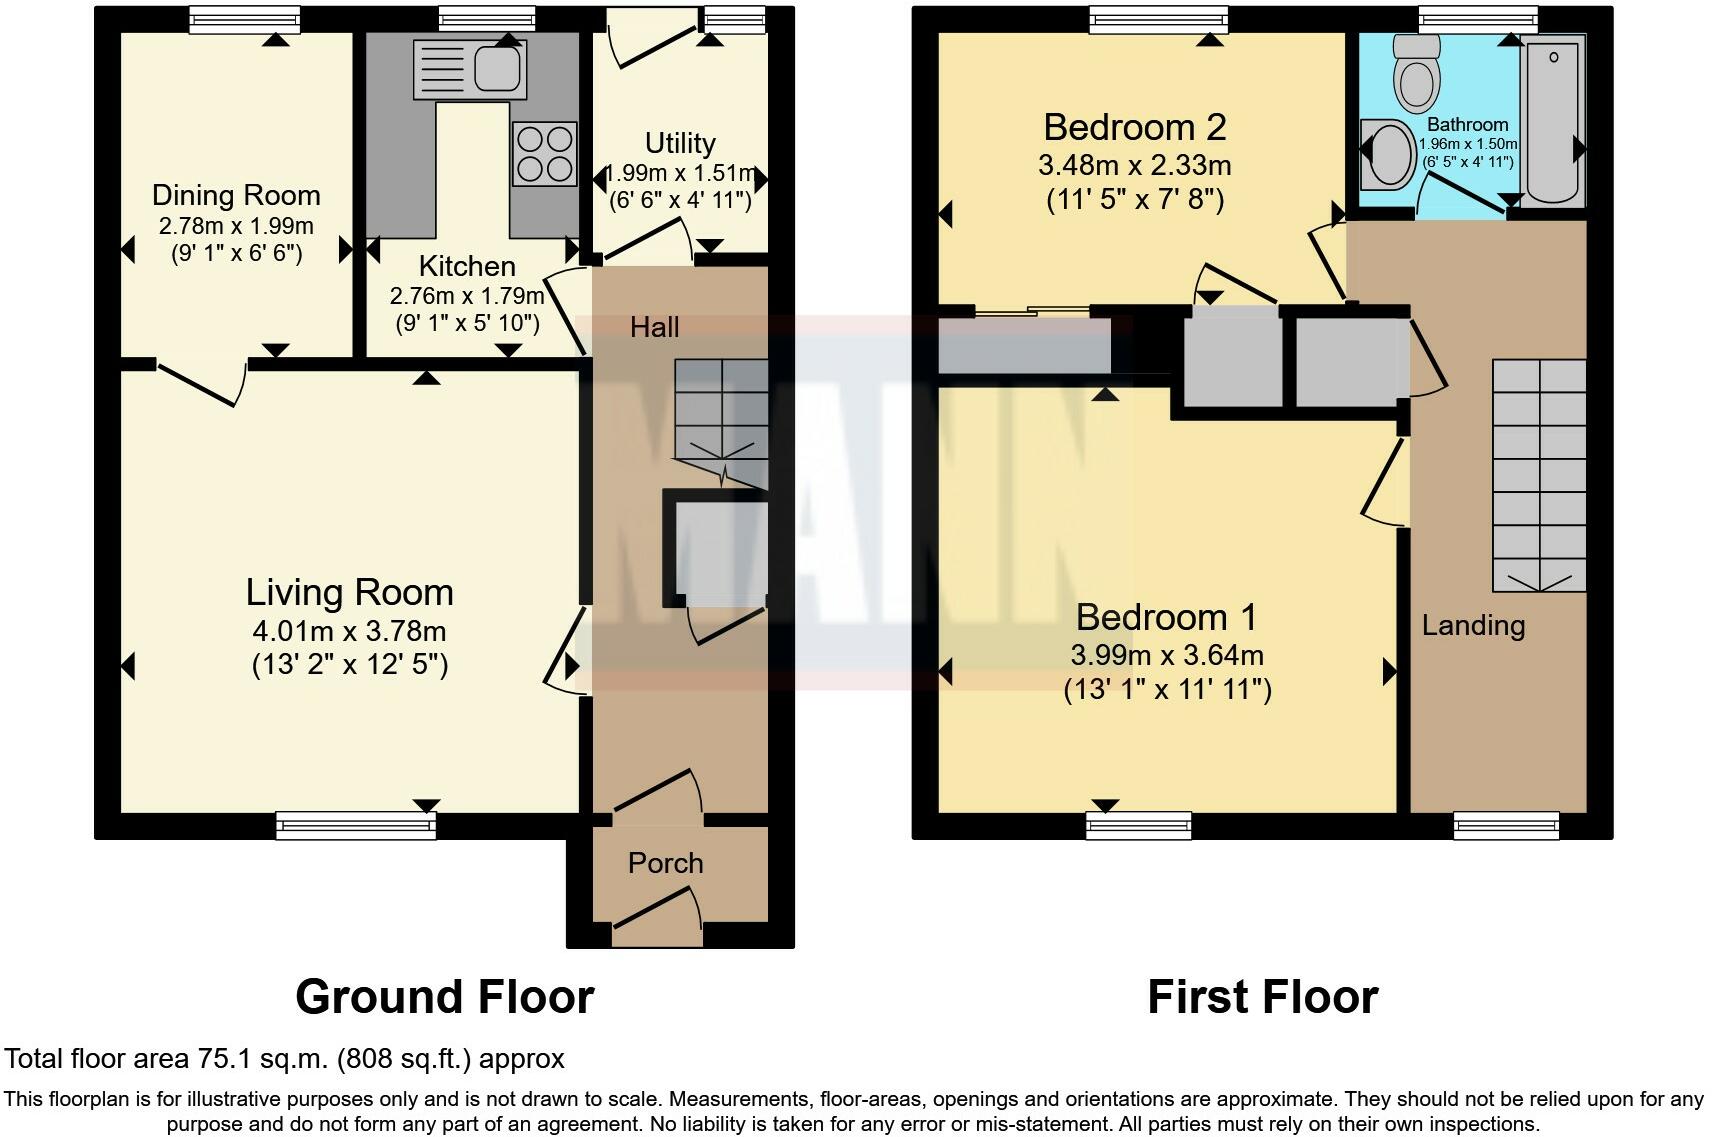 Dining Room
2.78m x 1.99m
(9' 1" x 6' 6")
Kitchen
2.76m x 1.79m
(9' 1" x 5' 10")
Utility
1.99m x 1.51m
(6' 6" x 4' 11")
Hall
Living Room
4.01m x 3.78m
(13' 2" x 12' 5")
Porch
Bedroom 2
3.48m x 2.33m
(11' 5" x 7' 8")
Bathroom
1.96m x 1.50m
(6' 5" x 4' 11")
Bedroom 1
3.99m x 3.64m
(13' 1" x 11' 11")
Landing
MANN
Ground Floor
First Floor
Total floor area 75.1 sq.m. (808 sq.ft.) approx
This floorplan is for illustrative purposes only and is not drawn to scale. Measurements, floor-areas, openings and orientations are approximate. They should not be relied upon for any
purpose and do not form any part of an agreement. No liability is taken for any error or mis-statement. All parties must rely on their own inspections.